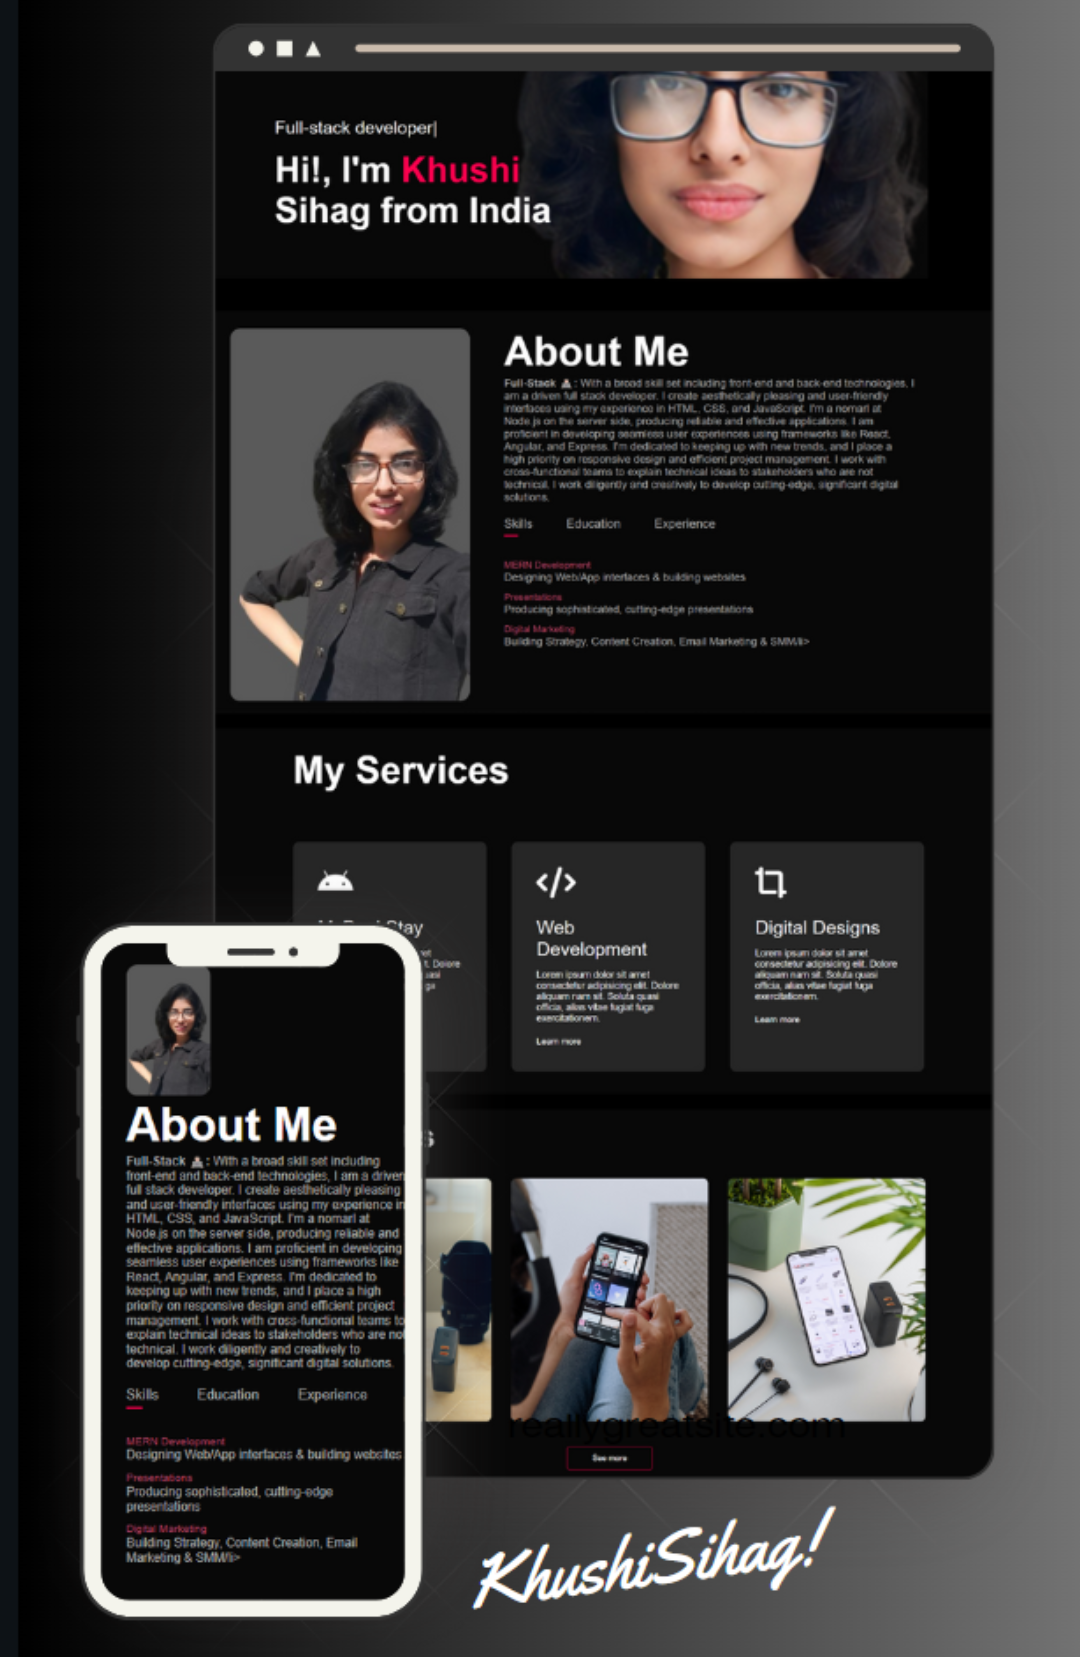 Full-stack developer|
Hi!, I'm Khushi
Sihag from India
About Me
Full-Stack : With a broad skill set including front-end and back-end technologies, I
am a driven full stack developer. I create aesthetically pleasing and user-friendly
interfaces using my experience in HTML, CSS, and JavaScript. I'm a nomarl at
Node.js on the server side, producing reliable and effective applications. I am
proficient in developing seamless user experiences using frameworks like React,
Angular, and Express. I'm dedicated to keeping up with new trends, and I place a
high priority on responsive design and efficient project management. I work with
cross-functional teams to explain technical ideas to stakeholders who are not
technical. I work diligently and creatively to develop cutting-edge, significant digital
solutions.
Skills Education Experience
MERN Development
Designing Web/App interfaces & building websites
Presentations
Producing sophisticated, cutting-edge presentations
Digital Marketing
Building Strategy, Content Creation, Email Marketing & SMM/li>
My Services
Stay
Dolore
Web
Development
Lorem ipsum dolor sit amet
consectetur adipisicing elit. Dolore
aliquam nam sit. Soluta quasi
officia, alias vitae fugiat fuga
exercitationem.
Learn more
Digital Designs
Lorem ipsum dolor sit amet
consectetur adipisicing elit. Dolore
aliquam nam sit. Soluta quasi
officia, alias vitae fugiat fuga
exercitationem.
Learn more
reallygreatsite.com
See more
About Me
Full-Stack : With a broad skill set including
front-end and back-end technologies, I am a driven
full stack developer. I create aesthetically pleasing
and user-friendly interfaces using my experience in
HTML, CSS, and JavaScript. I'm a nomarl at
Node.js on the server side, producing reliable and
effective applications. I am proficient in developing
seamless user experiences using frameworks like
React, Angular, and Express. I'm dedicated to
keeping up with new trends, and I place a high
priority on responsive design and efficient project
management. I work with cross-functional teams to
explain technical ideas to stakeholders who are not
technical. I work diligently and creatively to
develop cutting-edge, significant digital solutions.
Skills Education Experience
MERN Development
Designing Web/App interfaces & building websites
Presentations
Producing sophisticated, cutting-edge
presentations
Digital Marketing
Building Strategy, Content Creation, Email
Marketing & SMM/li>
KhushiSihag!